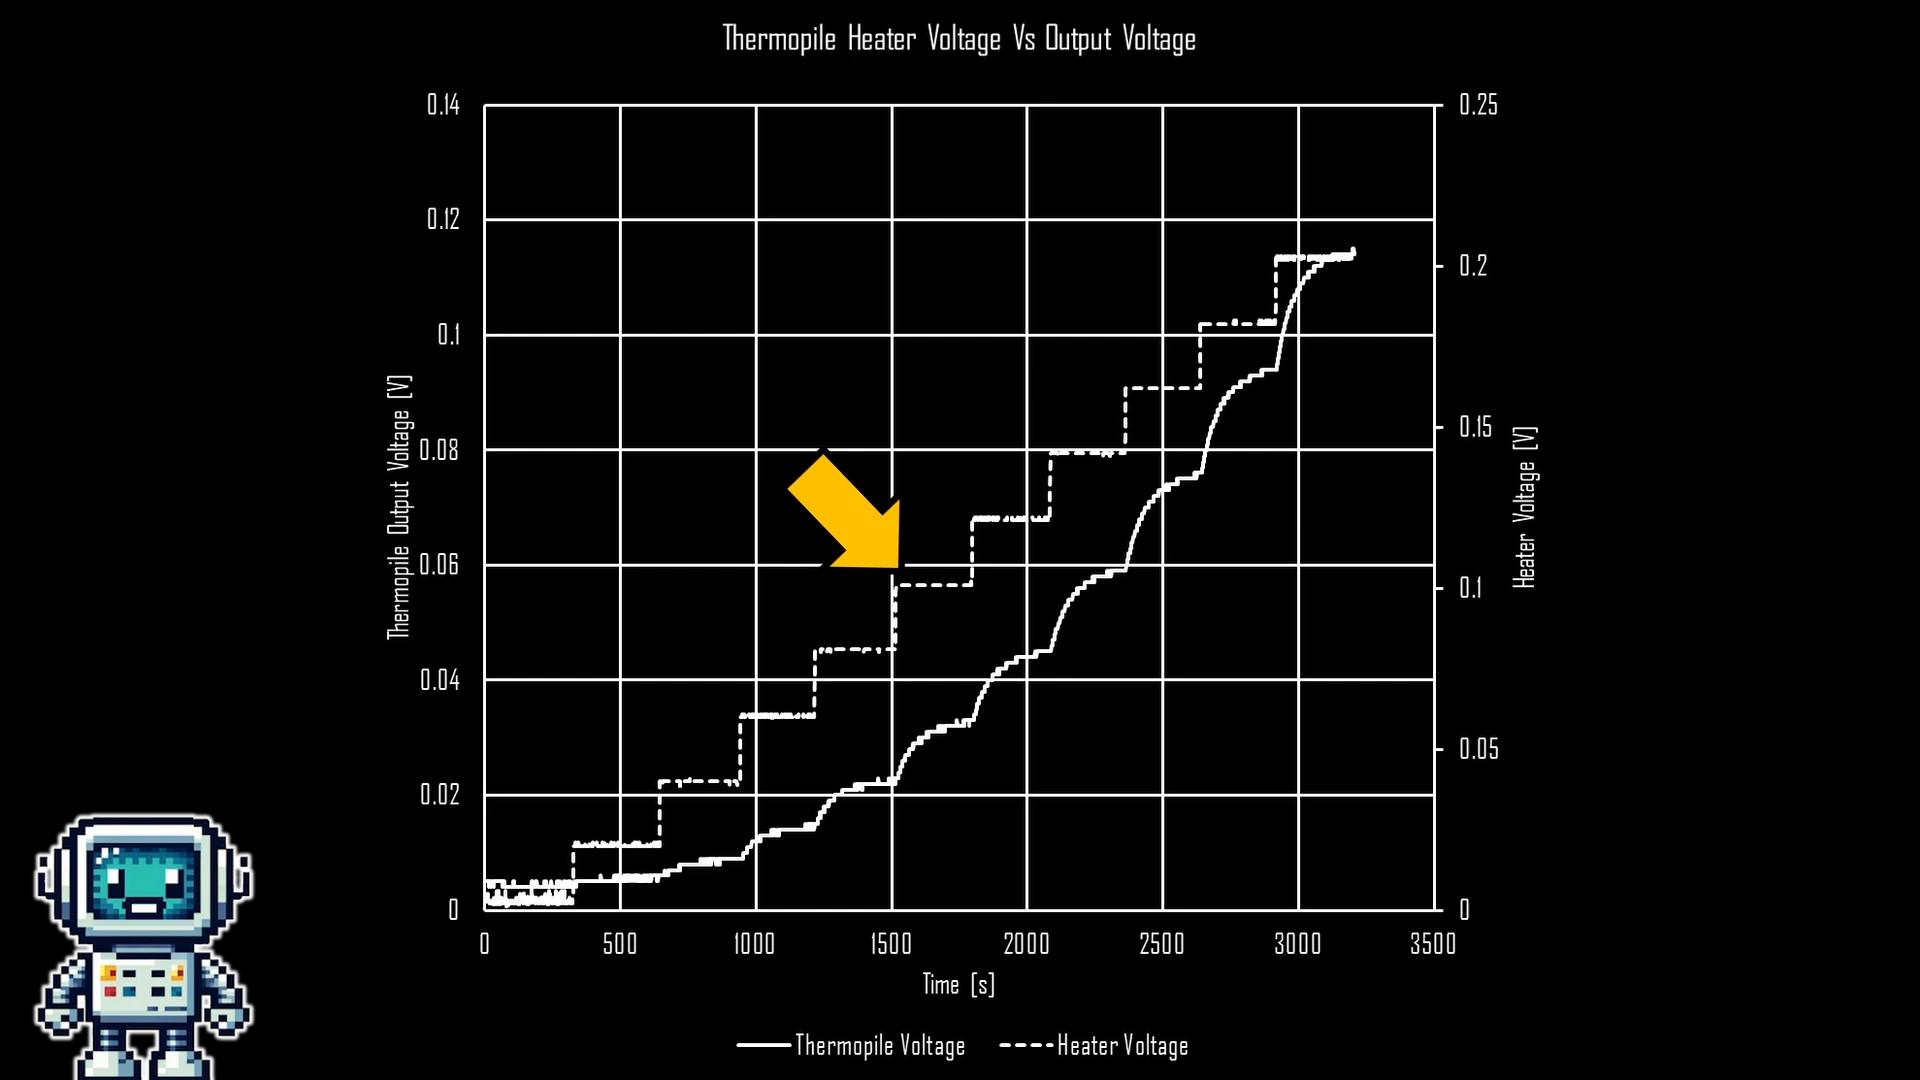 Thermopile Heater Voltage Vs Output Voltage
0.14
0.12
0.1
0.08
0.06
0.04
0.02
0
Thermopile Output Voltage [V]
0.25
0.2
0.15
0.1
0.05
0
Heater Voltage [V]
0 500 1000 1500 2000 2500 3000 3500
Time [s]
Thermopile Voltage Heater Voltage